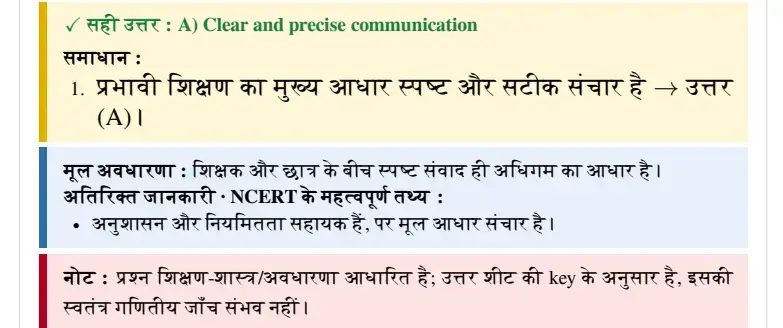 ✓ सही उत्तर : A) Clear and precise communication
समाधान :
1. प्रभावी शिक्षण का मुख्य आधार स्पष्ट और सटीक संचार है → उत्तर
(A)।
मूल अवधारणा : शिक्षक और छात्र के बीच स्पष्ट संवाद ही अधिगम का आधार है।
अतिरिक्त जानकारी · NCERT के महत्वपूर्ण तथ्य :
• अनुशासन और नियमितता सहायक हैं, पर मूल आधार संचार है।
नोट : प्रश्न शिक्षण-शास्त्र/अवधारणा आधारित है; उत्तर शीट की key के अनुसार है, इसकी
स्वतंत्र गणितीय जाँच संभव नहीं।